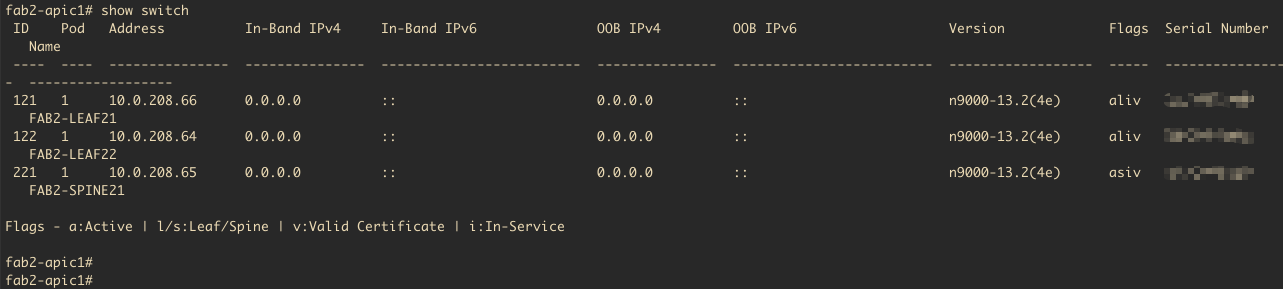 fab2-apic1# show switch
ID Pod Address In-Band IPv4 In-Band IPv6 OOB IPv4 OOB IPv6 Version Flags Serial Number
Name
---- ---- --------------- --------------- ------------------------- --------------- ------------------------- ------------------ ----- ---------------
- ------------------
121 1 10.0.208.66 0.0.0.0 :: 0.0.0.0 :: n9000-13.2(4e) aliv
FAB2-LEAF21
122 1 10.0.208.64 0.0.0.0 :: 0.0.0.0 :: n9000-13.2(4e) aliv
FAB2-LEAF22
221 1 10.0.208.65 0.0.0.0 :: 0.0.0.0 :: n9000-13.2(4e) asiv
FAB2-SPINE21
Flags - a:Active | l/s:Leaf/Spine | v:Valid Certificate | i:In-Service
fab2-apic1#
fab2-apic1#